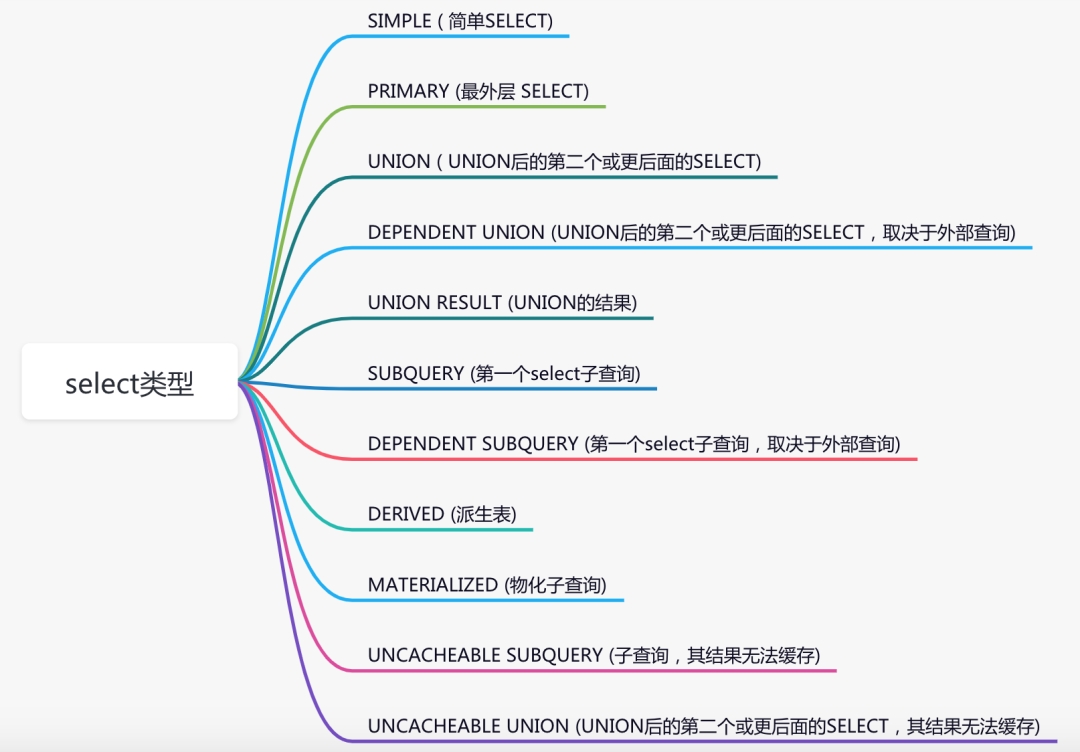 SIMPLE ( 简单SELECT)
PRIMARY (最外层 SELECT)
UNION ( UNION后的第二个或更后面的SELECT)
DEPENDENT UNION (UNION后的第二个或更后面的SELECT，取决于外部查询)
UNION RESULT (UNION的结果)
select类型
SUBQUERY (第一个select子查询)
DEPENDENT SUBQUERY (第一个select子查询，取决于外部查询)
DERIVED (派生表)
MATERIALIZED (物化子查询)
UNCACHEABLE SUBQUERY (子查询，其结果无法缓存)
UNCACHEABLE UNION (UNION后的第二个或更后面的SELECT，其结果无法缓存)